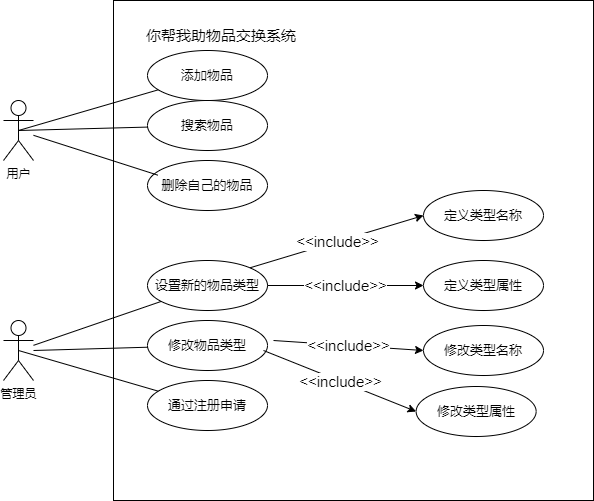 你帮我助物品交换系统
添加物品
搜索物品
用户
删除自己的物品
定义类型名称
<<include>>
设置新的物品类型
<<include>>
定义类型属性
修改物品类型
<<include>>
修改类型名称
<<include>>
管理员
通过注册申请
修改类型属性